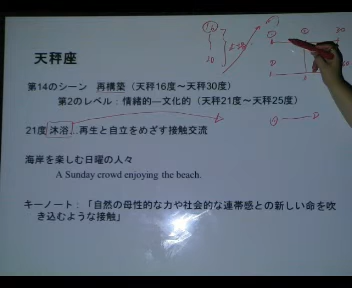 天秤座
第14のシーン 再構築（天秤16度～天秤30度）
第2のレベル：情緒的―文化的（天秤21度～天秤25度）
21度 沐浴…再生と自立をめざす接触交流
海岸を楽しむ日曜の人々
A Sunday crowd enjoying the beach.
キーノート：「自然の母性的な力や社会的な連帯感との新しい命を吹
き込むような接触」